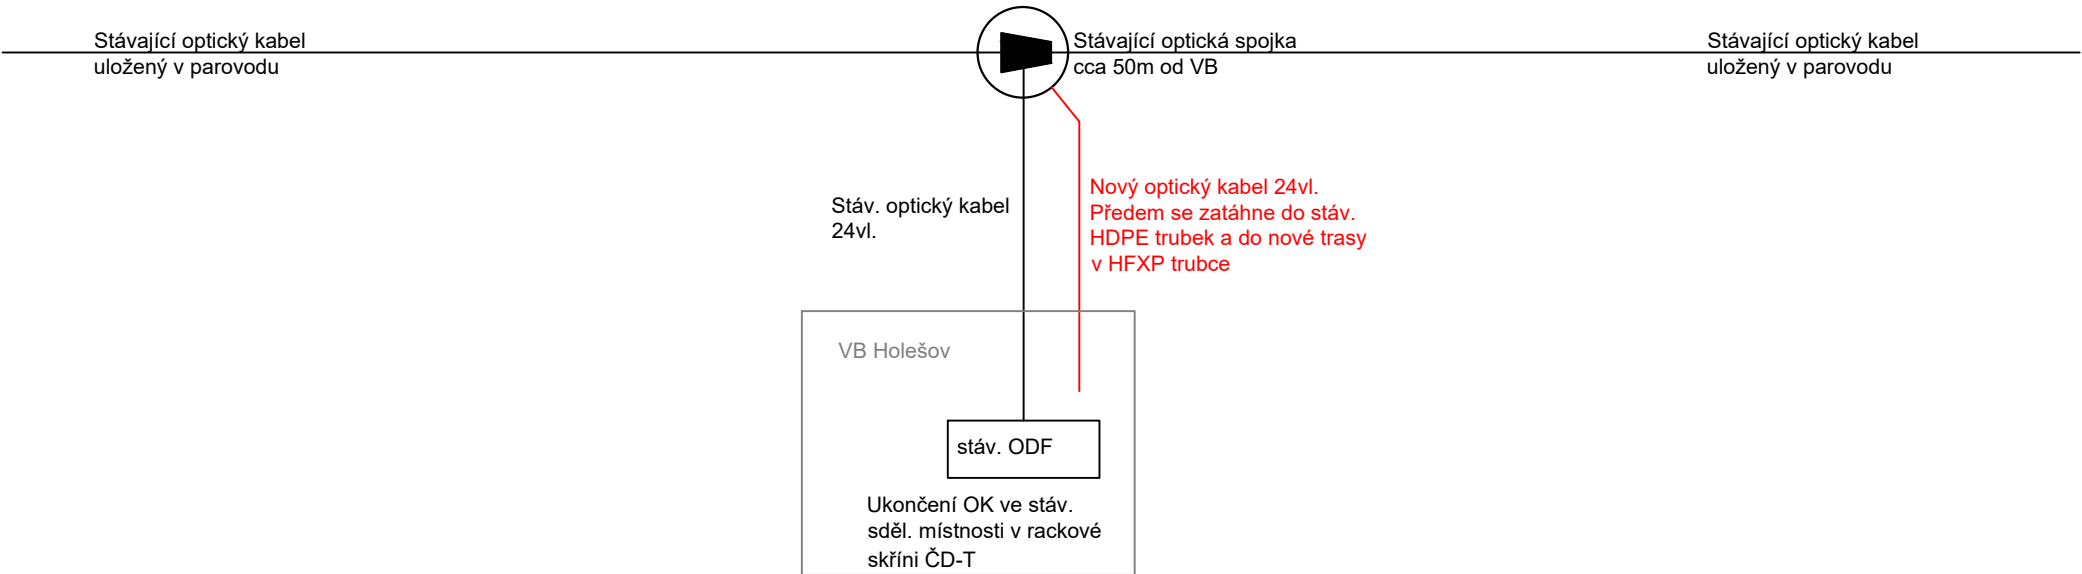 Stávající optický kabel
uložený v parovodu
Stávající optická spojka
cca 50m od VB
Stávající optický kabel
uložený v parovodu
Stáv. optický kabel
24vl.
Nový optický kabel 24vl.
Předem se zatáhne do stáv.
HDPE trubek a do nové trasy
v HFXP trubce
VB Holešov
stáv. ODF
Ukončení OK ve stáv.
sděl. místnosti v rackové
skříni ČD-T